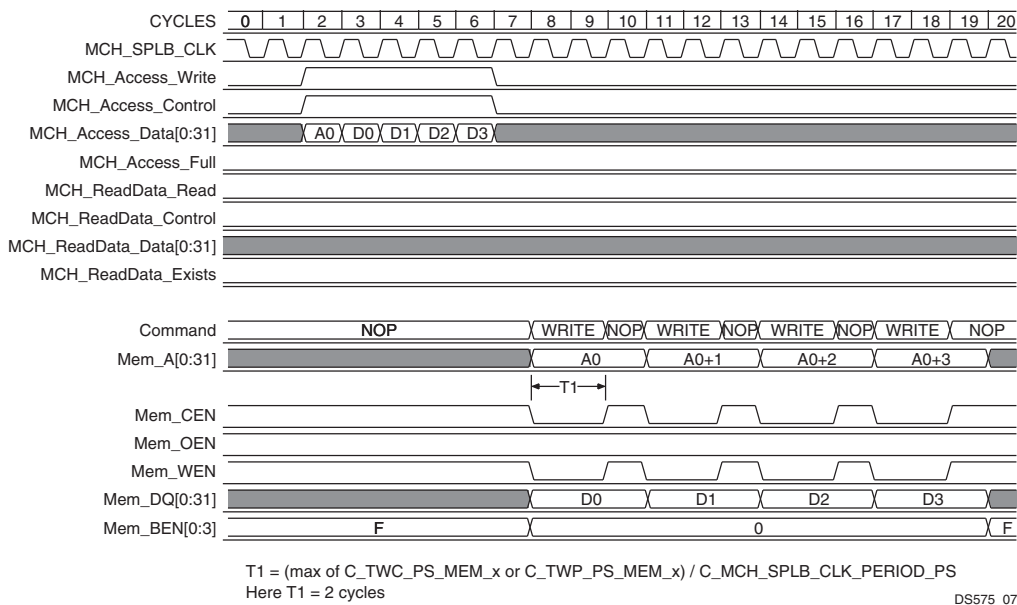 CYCLES 0 1 2 3 4 5 6 7 8 9 10 11 12 13 14 15 16 17 18 19 20
MCH_SPLB_CLK
MCH_Access_Write
MCH_Access_Control
MCH_Access_Data[0:31] A0 D0 D1 D2 D3
MCH_Access_Full
MCH_ReadData_Read
MCH_ReadData_Control
MCH_ReadData_Data[0:31]
MCH_ReadData_Exists
Command NOP WRITE NOP WRITE NOP WRITE NOP WRITE NOP
Mem_A[0:31] A0 A0+1 A0+2 A0+3
T1
Mem_CEN
Mem_OEN
Mem_WEN
Mem_DQ[0:31] D0 D1 D2 D3
Mem_BEN[0:3] F 0 F
T1 = (max of C_TWC_PS_MEM_x or C_TWP_PS_MEM_x) / C_MCH_SPLB_CLK_PERIOD_PS
Here T1 = 2 cycles
DS575_07